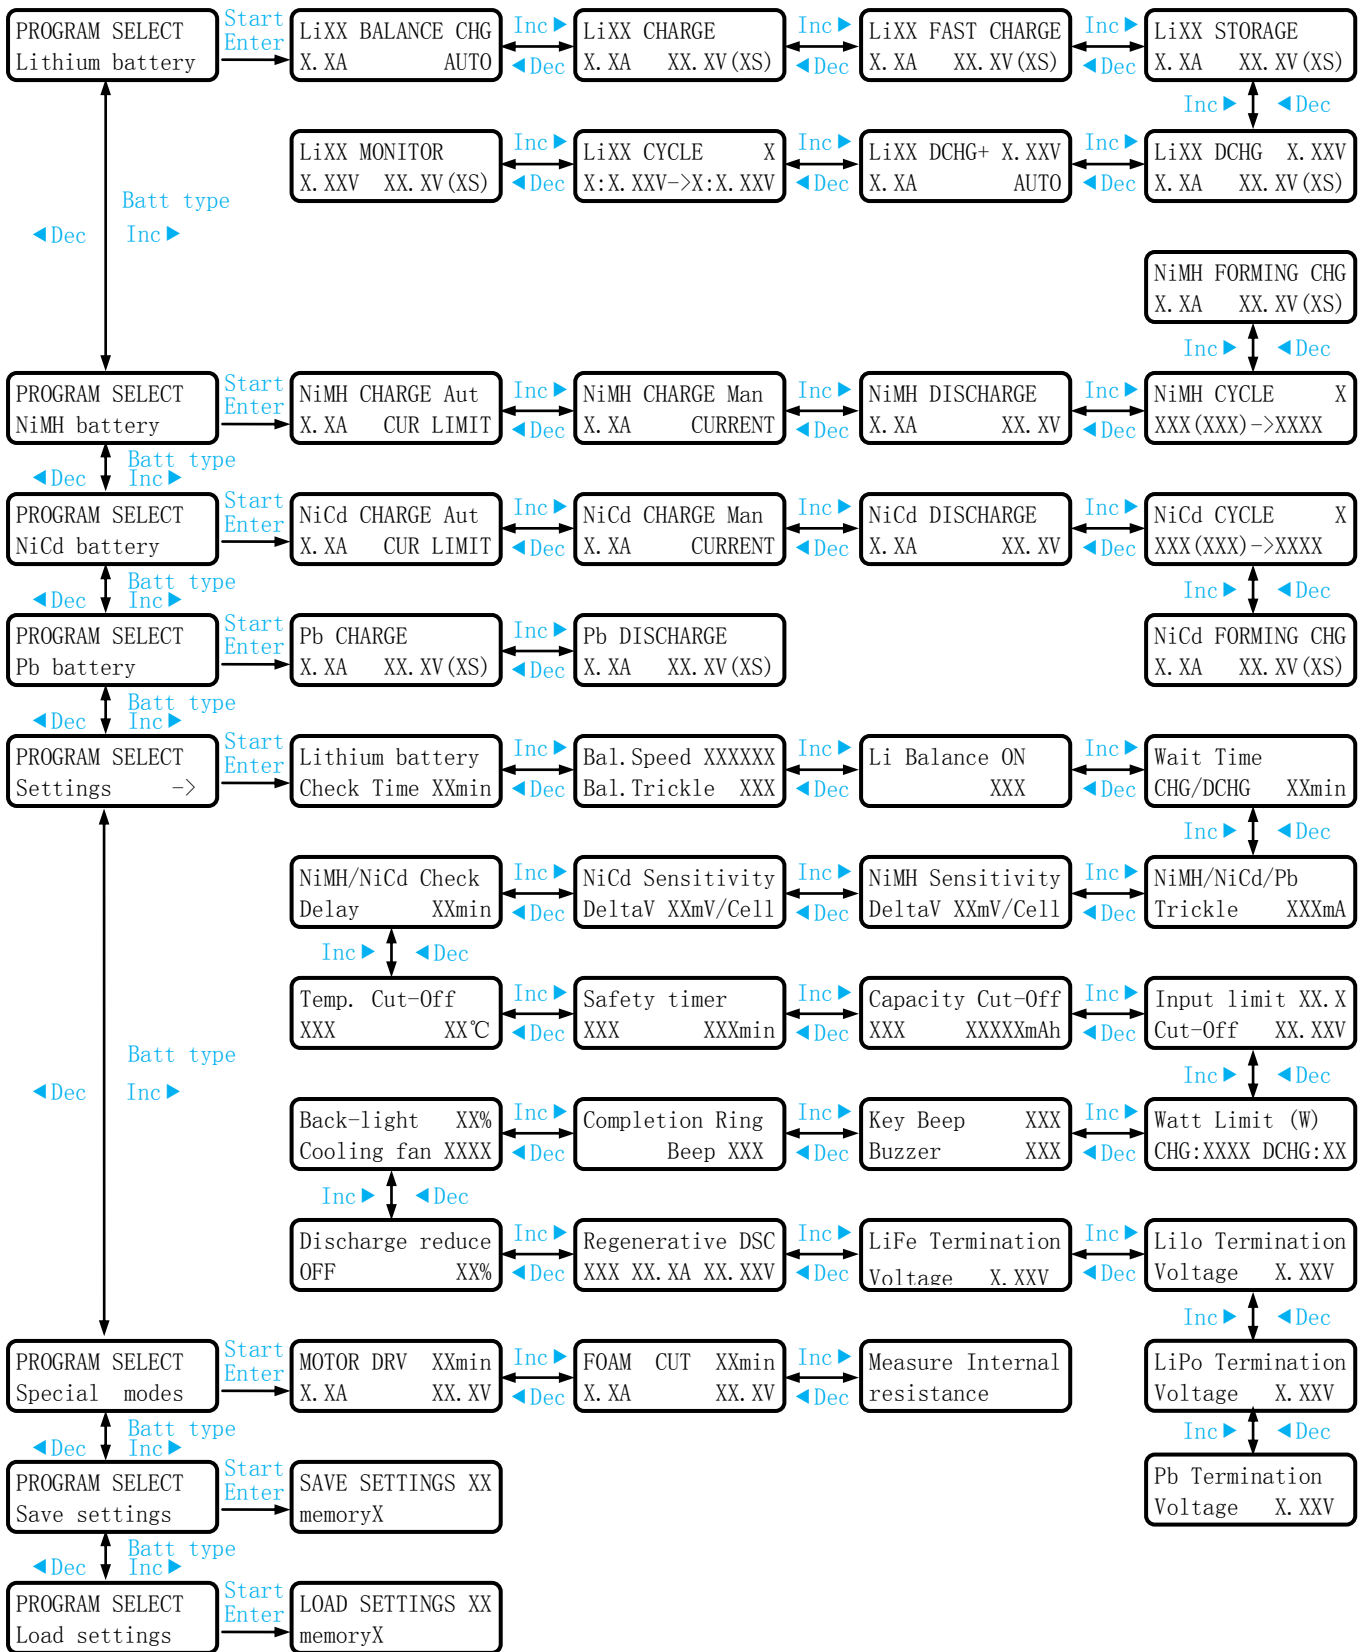 PROGRAM SELECT
Lithium battery
Start
Enter
LiXX BALANCE CHG
X.XA AUTO
Inc ▶
◀ Dec
LiXX CHARGE
X.XA XX.XV(XS)
Inc ▶
◀ Dec
LiXX FAST CHARGE
X.XA XX.XV(XS)
Inc ▶
◀ Dec
LiXX STORAGE
X.XA XX.XV(XS)
Inc ▶ ◀ Dec
LiXX MONITOR
X.XXV XX.XV(XS)
Inc ▶
◀ Dec
LiXX CYCLE X
X:X.XXV->X:X.XXV
Inc ▶
◀ Dec
LiXX DCHG+ X.XXV
X.XA AUTO
Inc ▶
◀ Dec
LiXX DCHG X.XXV
X.XA XX.XV(XS)
Batt type
◀ Dec Inc ▶
NiMH FORMING CHG
X.XA XX.XV(XS)
Inc ▶ ◀ Dec
PROGRAM SELECT
NiMH battery
Start
Enter
NiMH CHARGE Aut
X.XA CUR LIMIT
Inc ▶
◀ Dec
NiMH CHARGE Man
X.XA CURRENT
Inc ▶
◀ Dec
NiMH DISCHARGE
X.XA XX.XV
Inc ▶
◀ Dec
NiMH CYCLE X
XXX(XXX)->XXXX
Batt type
◀ Dec Inc ▶
PROGRAM SELECT
NiCd battery
Start
Enter
NiCd CHARGE Aut
X.XA CUR LIMIT
Inc ▶
◀ Dec
NiCd CHARGE Man
X.XA CURRENT
Inc ▶
◀ Dec
NiCd DISCHARGE
X.XA XX.XV
Inc ▶
◀ Dec
NiCd CYCLE X
XXX(XXX)->XXXX
Batt type
◀ Dec Inc ▶
Inc ▶ ◀ Dec
PROGRAM SELECT
Pb battery
Start
Enter
Pb CHARGE
X.XA XX.XV(XS)
Inc ▶
◀ Dec
Pb DISCHARGE
X.XA XX.XV(XS)
NiCd FORMING CHG
X.XA XX.XV(XS)
Batt type
◀ Dec Inc ▶
PROGRAM SELECT
Settings ->
Start
Enter
Lithium battery
Check Time XXmin
Inc ▶
◀ Dec
Bal.Speed XXXXXX
Bal.Trickle XXX
Inc ▶
◀ Dec
Li Balance ON
XXX
Inc ▶
◀ Dec
Wait Time
CHG/DCHG XXmin
Inc ▶ ◀ Dec
NiMH/NiCd Check
Delay XXmin
Inc ▶
◀ Dec
NiCd Sensitivity
DeltaV XXmV/Cell
Inc ▶
◀ Dec
NiMH Sensitivity
DeltaV XXmV/Cell
Inc ▶
◀ Dec
NiMH/NiCd/Pb
Trickle XXXmA
Inc ▶ ◀ Dec
Temp. Cut-Off
XXX XX℃
Inc ▶
◀ Dec
Safety timer
XXX XXXmin
Inc ▶
◀ Dec
Capacity Cut-Off
XXX XXXXXmAh
Inc ▶
◀ Dec
Input limit XX.X
Cut-Off XX.XXV
Batt type
◀ Dec Inc ▶
Inc ▶ ◀ Dec
Back-light XX%
Cooling fan XXXX
Inc ▶
◀ Dec
Completion Ring
Beep XXX
Inc ▶
◀ Dec
Key Beep XXX
Buzzer XXX
Inc ▶
◀ Dec
Watt Limit (W)
CHG:XXXX DCHG:XX
Inc ▶ ◀ Dec
Discharge reduce
OFF XX%
Inc ▶
◀ Dec
Regenerative DSC
XXX XX.XA XX.XXV
Inc ▶
◀ Dec
LiFe Termination
Voltage X.XXV
Inc ▶
◀ Dec
LiIo Termination
Voltage X.XXV
Inc ▶ ◀ Dec
PROGRAM SELECT
Special modes
Start
Enter
MOTOR DRV XXmin
X.XA XX.XV
Inc ▶
◀ Dec
FOAM CUT XXmin
X.XA XX.XV
Inc ▶
◀ Dec
Measure Internal
resistance
LiPo Termination
Voltage X.XXV
Batt type
◀ Dec Inc ▶
Inc ▶ ◀ Dec
PROGRAM SELECT
Save settings
Start
Enter
SAVE SETTINGS XX
memoryX
Pb Termination
Voltage X.XXV
Batt type
◀ Dec Inc ▶
PROGRAM SELECT
Load settings
Start
Enter
LOAD SETTINGS XX
memoryX